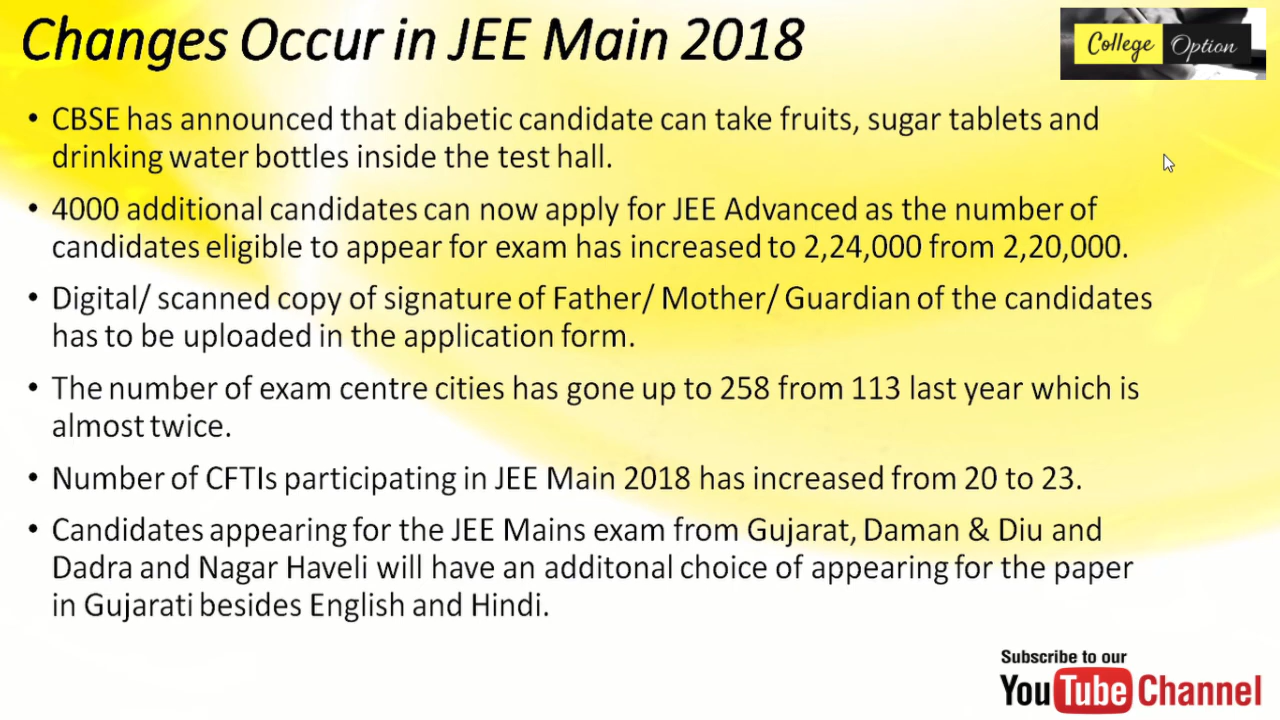 Changes Occur in JEE Main 2018
College Option
• CBSE has announced that diabetic candidate can take fruits, sugar tablets and
drinking water bottles inside the test hall.
• 4000 additional candidates can now apply for JEE Advanced as the number of
candidates eligible to appear for exam has increased to 2,24,000 from 2,20,000.
• Digital/ scanned copy of signature of Father/ Mother/ Guardian of the candidates
has to be uploaded in the application form.
• The number of exam centre cities has gone up to 258 from 113 last year which is
almost twice.
• Number of CFTIs participating in JEE Main 2018 has increased from 20 to 23.
• Candidates appearing for the JEE Mains exam from Gujarat, Daman & Diu and
Dadra and Nagar Haveli will have an additonal choice of appearing for the paper
in Gujarati besides English and Hindi.
Subscribe to our
YouTube Channel